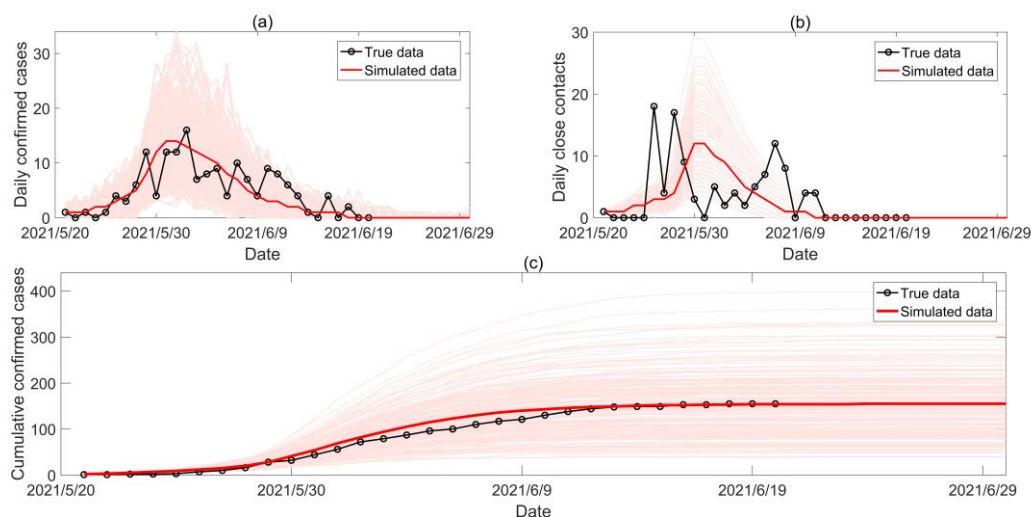 (a)
30
20
10
0
Daily confirmed cases
True data
Simulated data
2021/5/20 2021/5/30 2021/6/9 2021/6/19 2021/6/29
Date
(b)
30
20
10
0
Daily close contacts
True data
Simulated data
2021/5/20 2021/5/30 2021/6/9 2021/6/19 2021/6/29
Date
(c)
400
300
200
100
0
Cumulative confirmed cases
True data
Simulated data
2021/5/20 2021/5/30 2021/6/9 2021/6/19 2021/6/29
Date